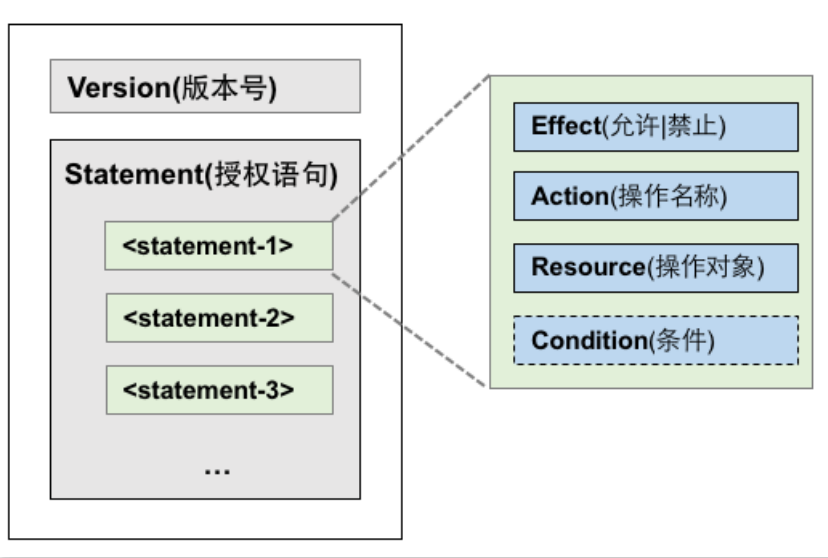 Version(版本号)
Statement(授权语句)
<statement-1>
<statement-2>
<statement-3>
...
Effect(允许|禁止)
Action(操作名称)
Resource(操作对象)
Condition(条件)